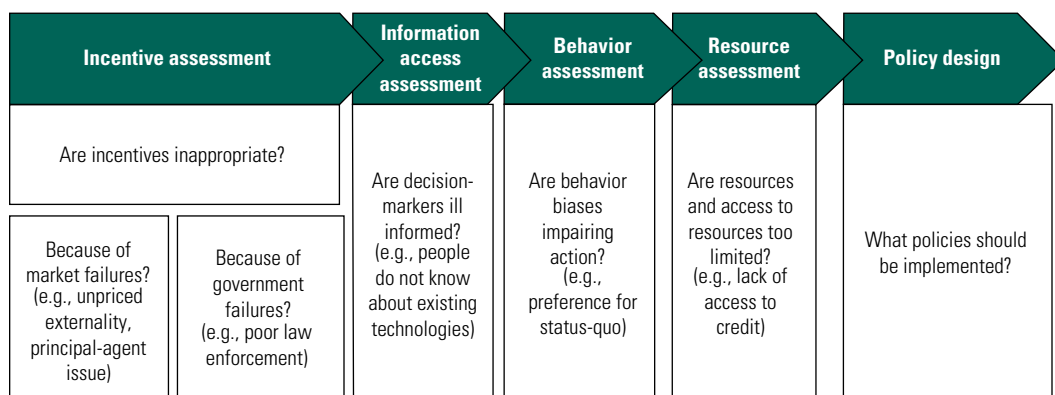 Incentive assessment
Information
access
assessment
Behavior
assessment
Resource
assessment
Policy design
Are incentives inappropriate?
Because of
market failures?
(e.g., unpriced
externality,
principal-agent
issue)
Because of
government
failures?
(e.g., poor law
enforcement)
Are decision-
markers ill
informed?
(e.g., people
do not know
about existing
technologies)
Are behavior
biases
impairing
action?
(e.g.,
preference for
status-quo)
Are resources
and access to
resources too
limited?
(e.g., lack of
access to
credit)
What policies should
be implemented?